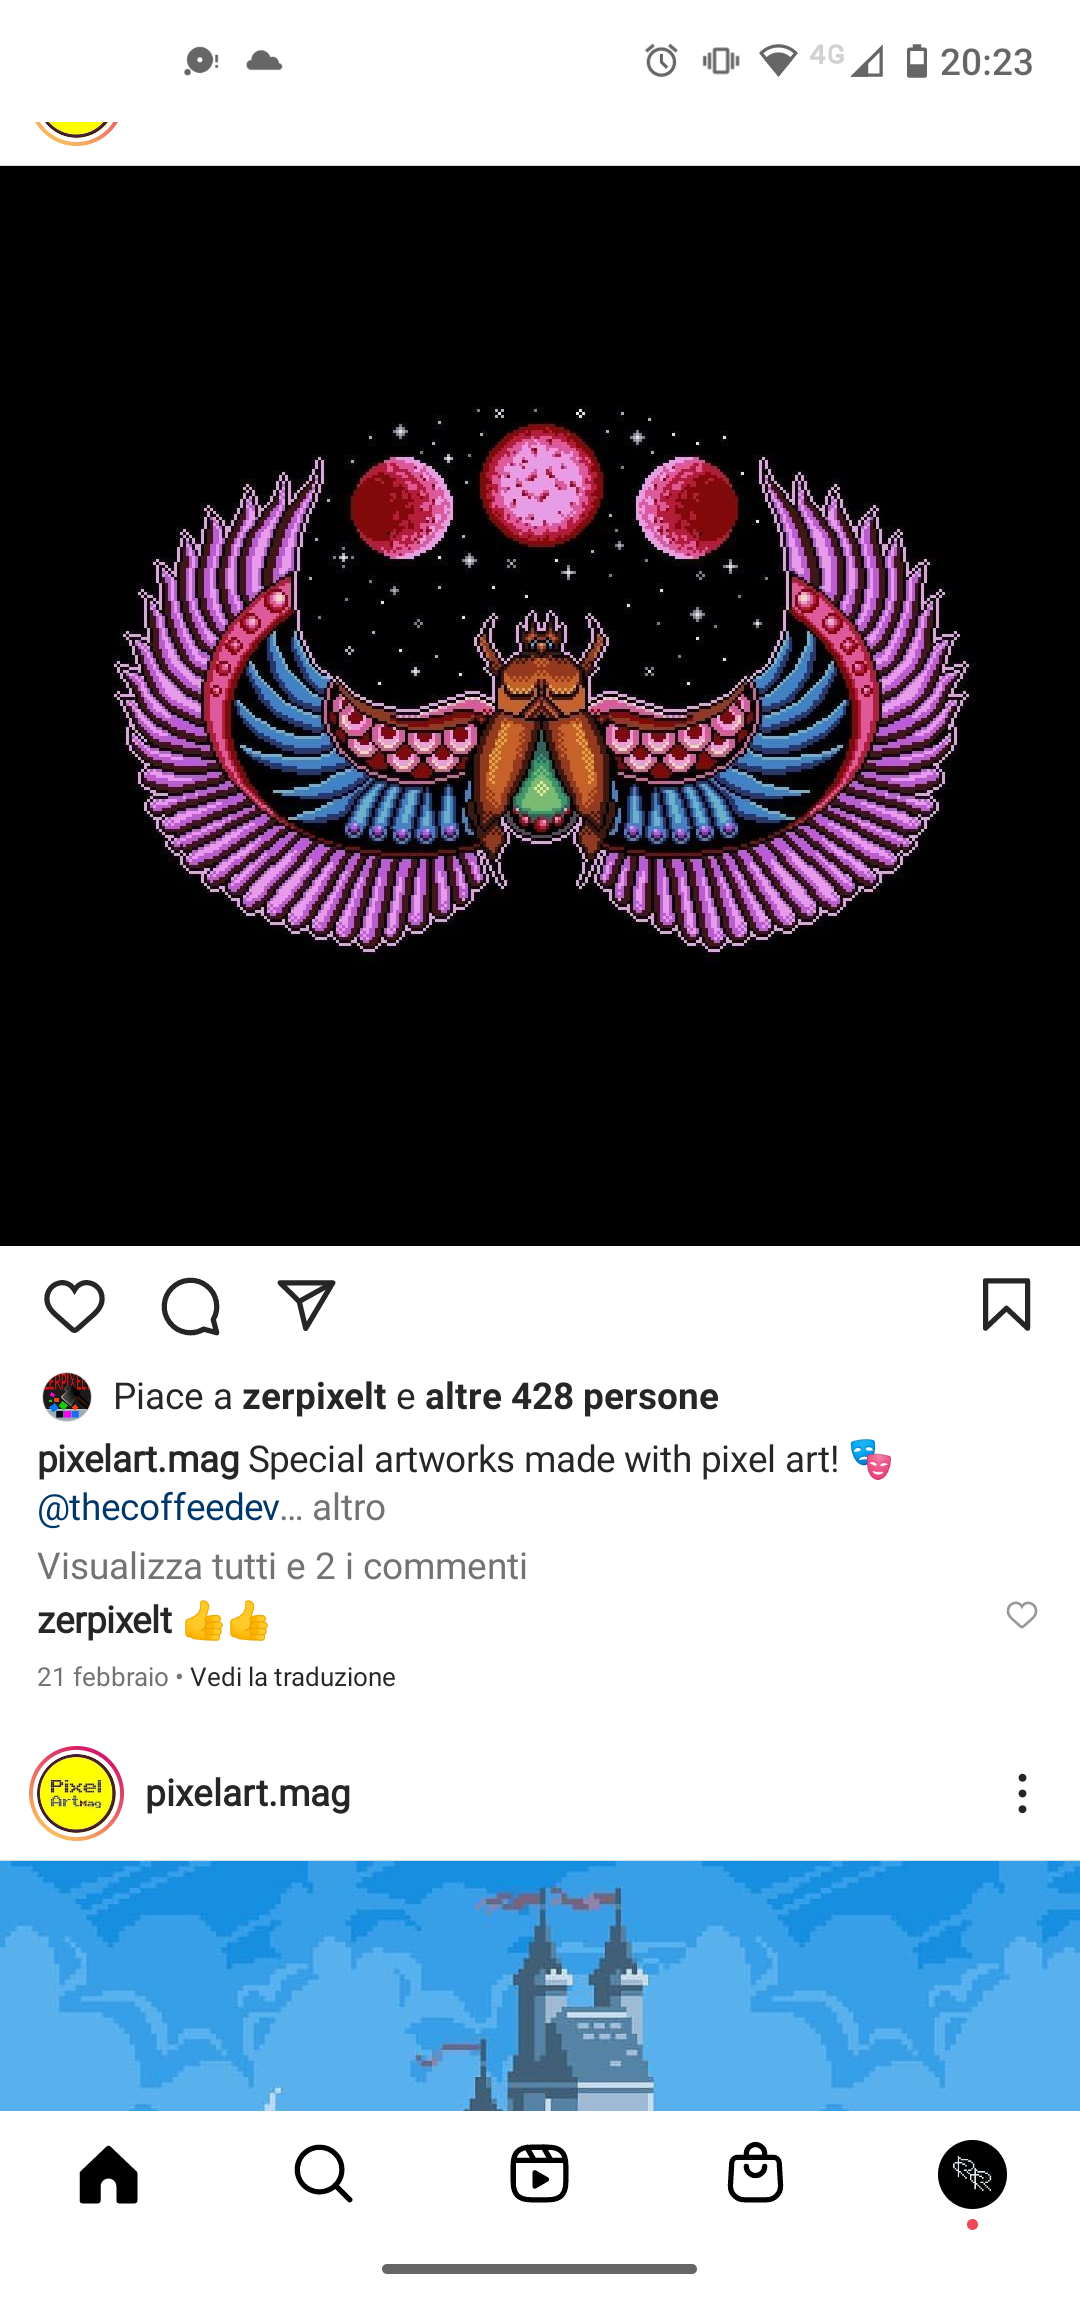 4G 20:23
Piace a zerpixelt e altre 428 persone
pixelart.mag Special artworks made with pixel art! 🎭
@thecoffeedev... altro
Visualizza tutti e 2 i commenti
zerpixelt 👍👍
21 febbraio • Vedi la traduzione
Pixel
ArtMag
pixelart.mag